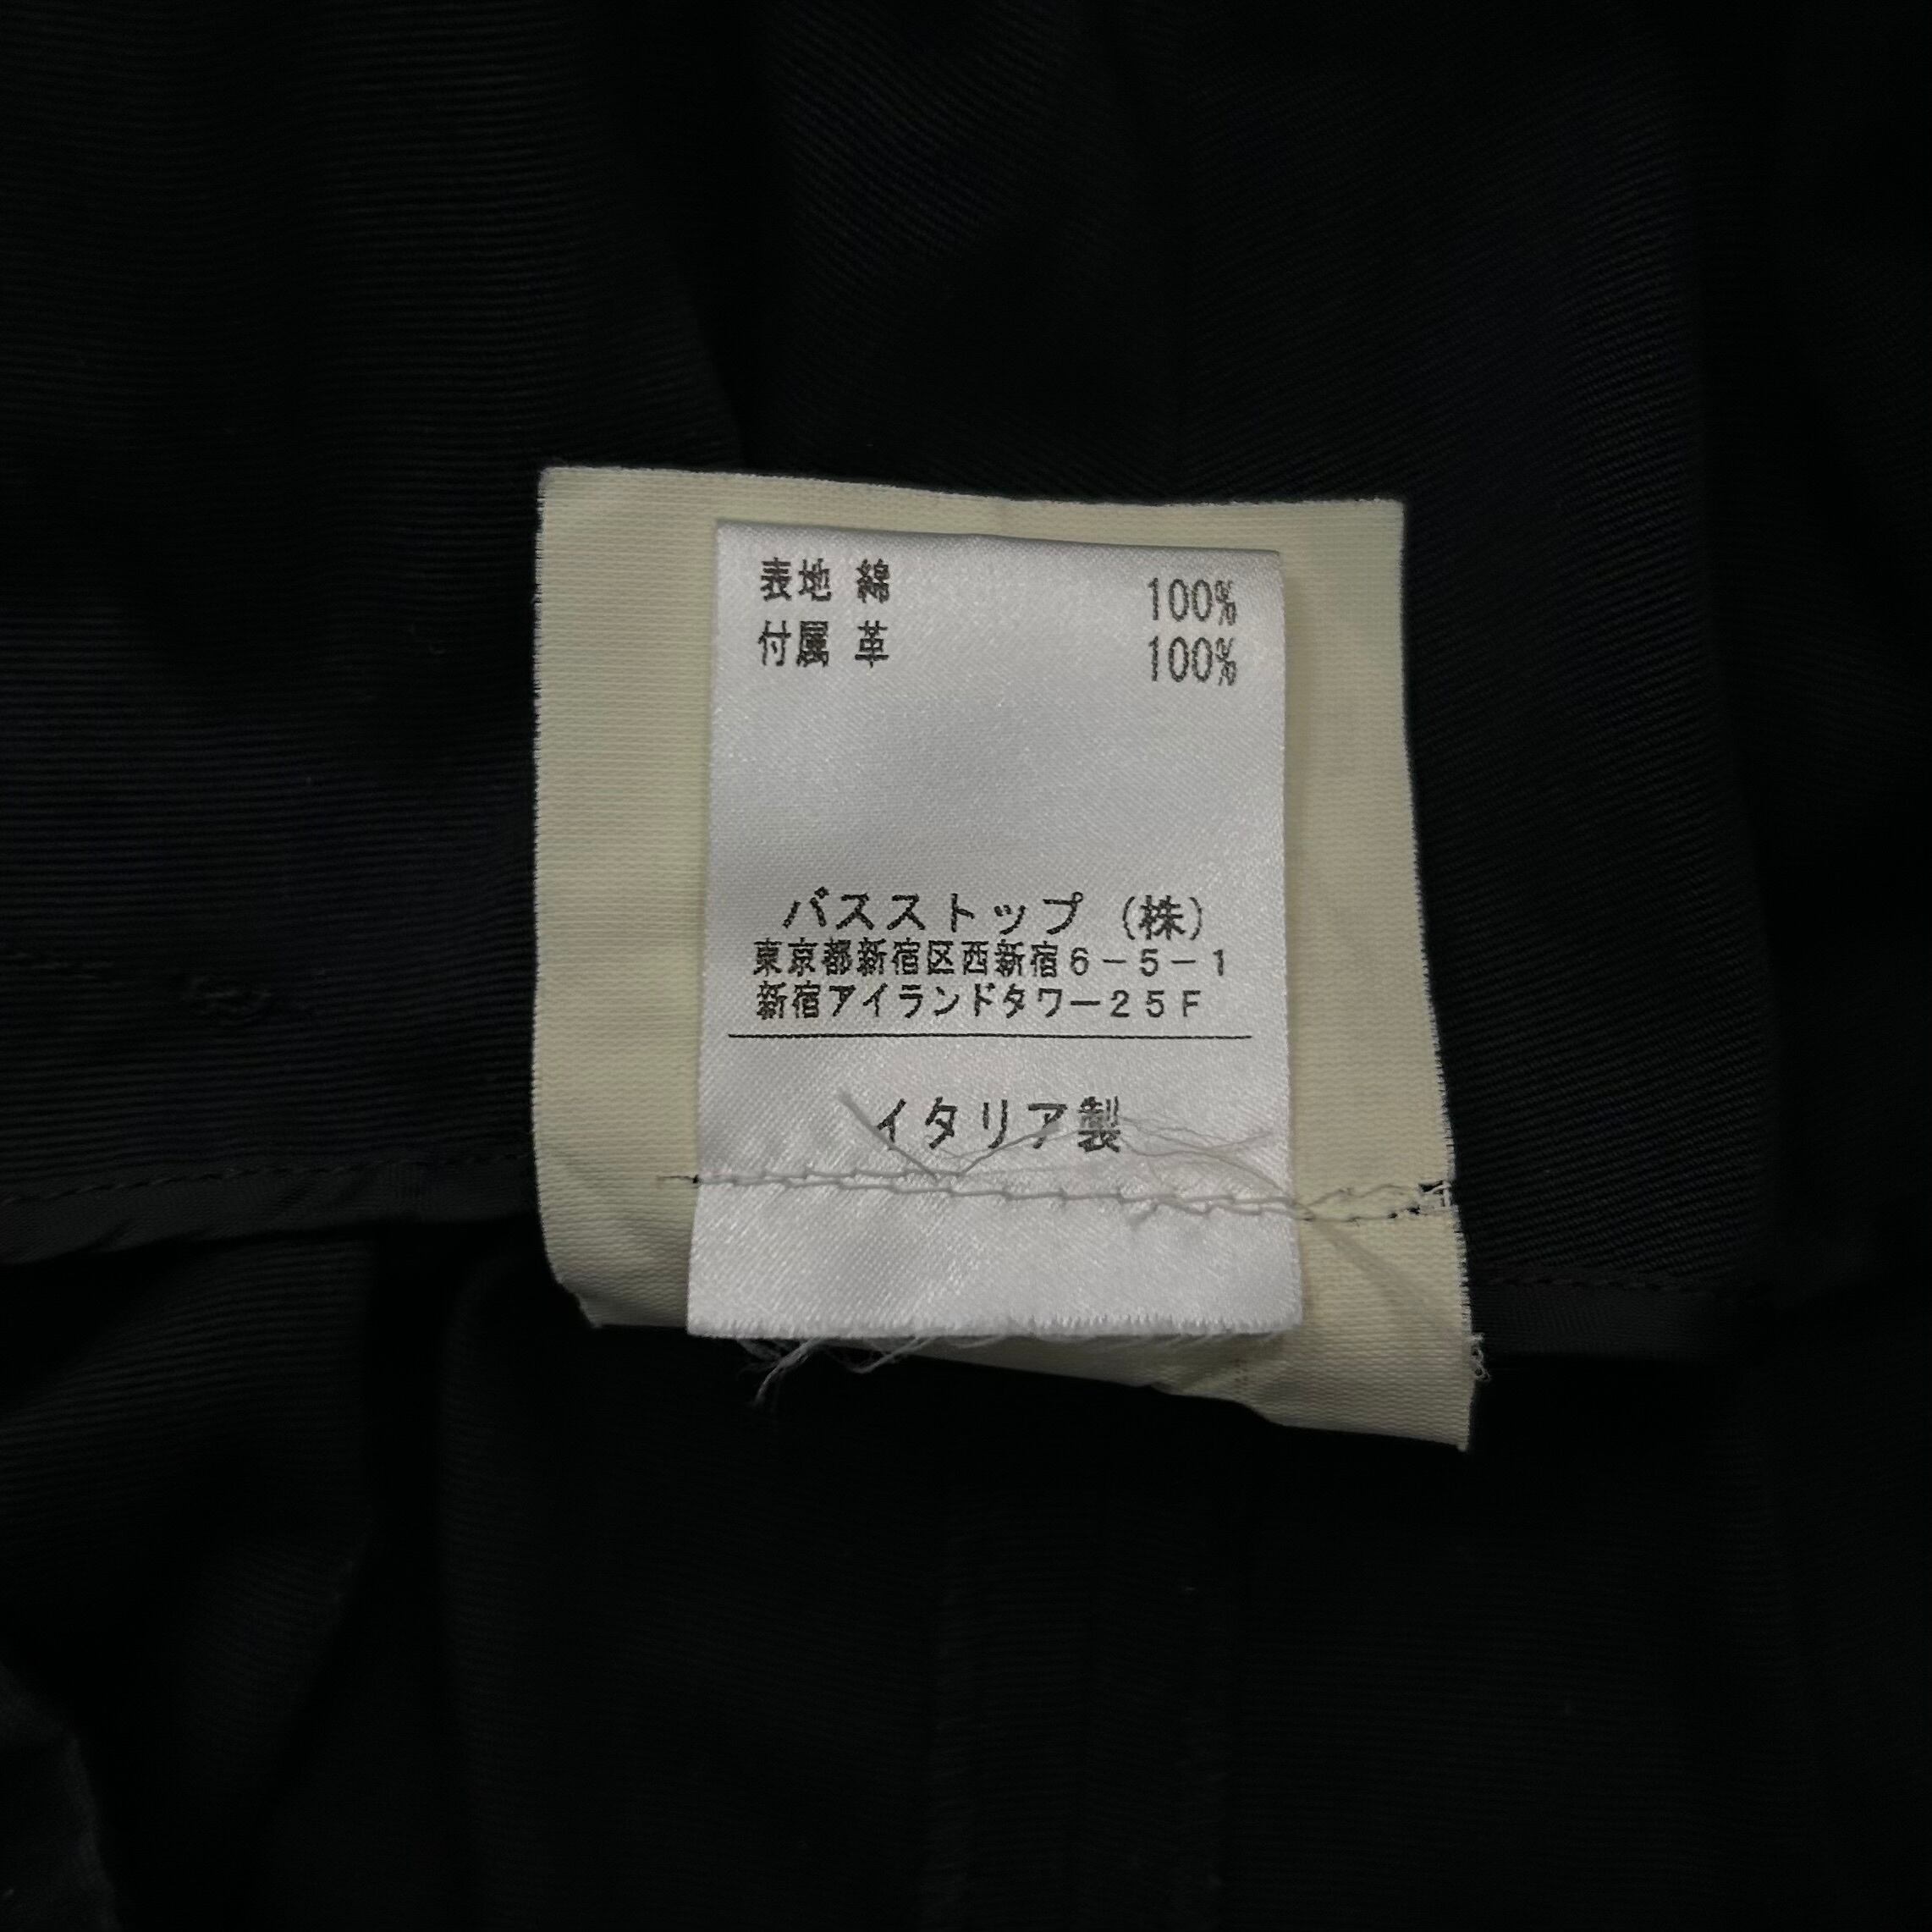 表地 綿 100%
付属 革 100%
バスストップ(株)
東京都新宿区西新宿6-5-1
新宿アイランドタワー25F
イタリア製